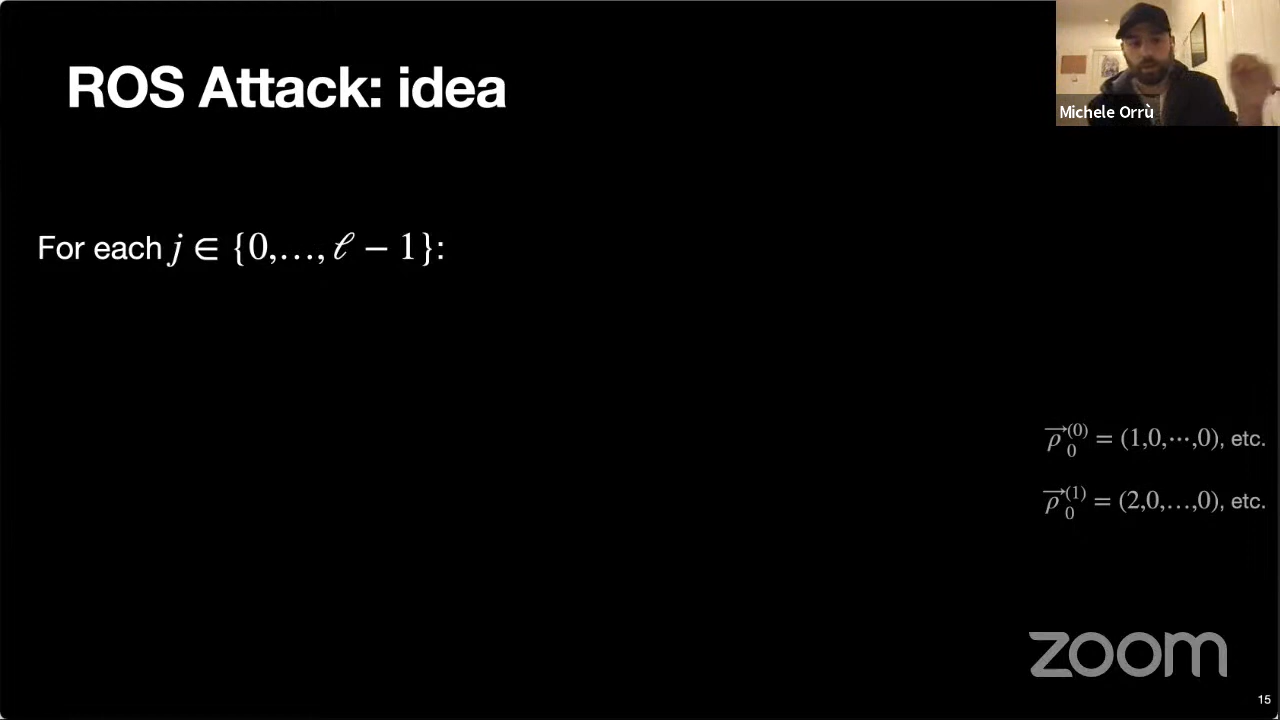 ROS Attack: idea
Michele Orrù
For each j ∈ {0,…, ℓ − 1}:
ρ⃗₀⁽⁰⁾ = (1,0,⋯,0), etc.
ρ⃗₀⁽¹⁾ = (2,0,…,0), etc.
zoom
15